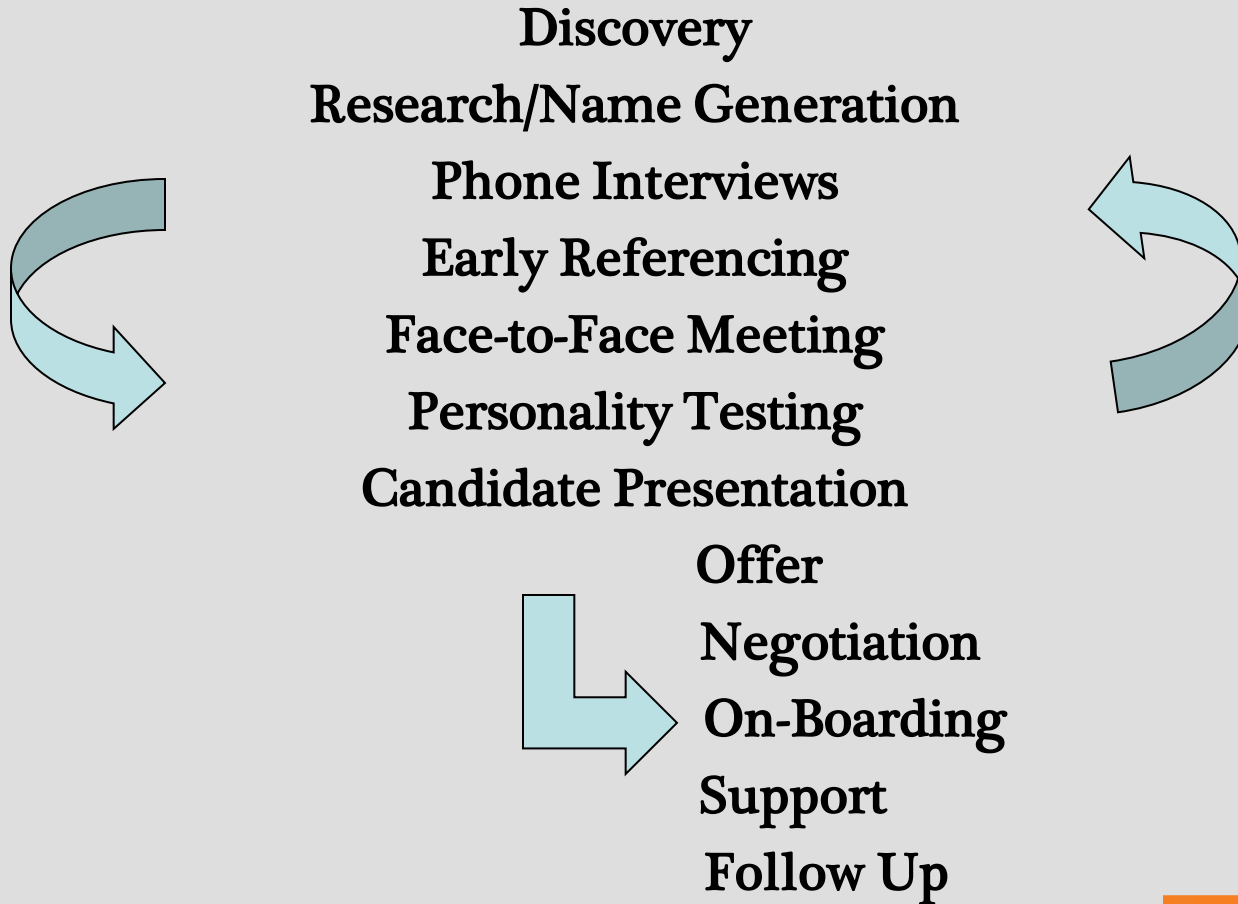 Discovery
Research/Name Generation
Phone Interviews
Early Referencing
Face-to-Face Meeting
Personality Testing
Candidate Presentation
Offer
Negotiation
On-Boarding
Support
Follow Up